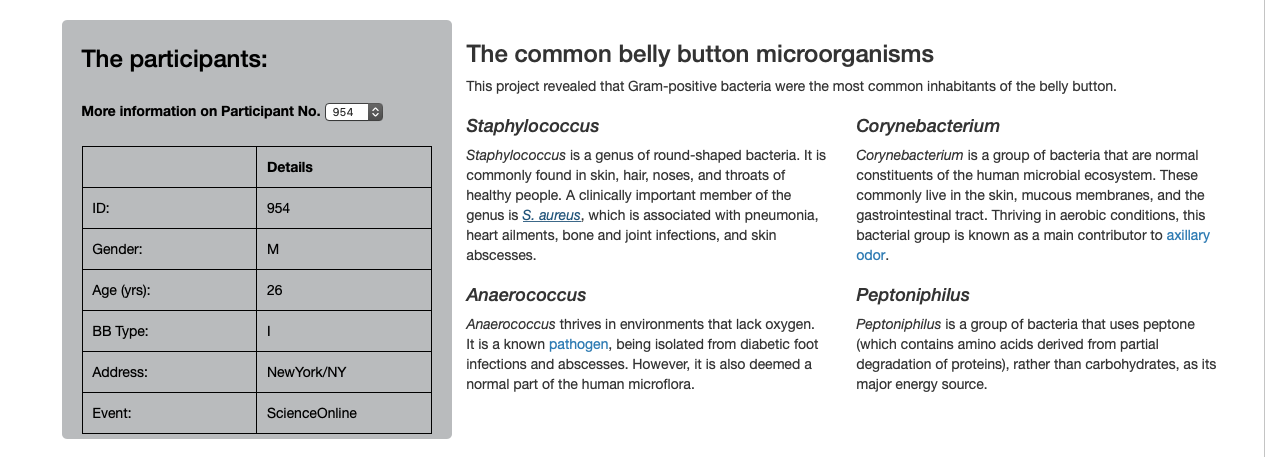 The participants:
More information on Participant No. 954
Details
ID: 954
Gender: M
Age (yrs): 26
BB Type: I
Address: NewYork/NY
Event: ScienceOnline
The common belly button microorganisms
This project revealed that Gram-positive bacteria were the most common inhabitants of the belly button.
Staphylococcus
Staphylococcus is a genus of round-shaped bacteria. It is
commonly found in skin, hair, noses, and throats of
healthy people. A clinically important member of the
genus is S. aureus, which is associated with pneumonia,
heart ailments, bone and joint infections, and skin
abscesses.
Corynebacterium
Corynebacterium is a group of bacteria that are normal
constituents of the human microbial ecosystem. These
commonly live in the skin, mucous membranes, and the
gastrointestinal tract. Thriving in aerobic conditions, this
bacterial group is known as a main contributor to axillary
odor.
Anaerococcus
Anaerococcus thrives in environments that lack oxygen.
It is a known pathogen, being isolated from diabetic foot
infections and abscesses. However, it is also deemed a
normal part of the human microflora.
Peptoniphilus
Peptoniphilus is a group of bacteria that uses peptone
(which contains amino acids derived from partial
degradation of proteins), rather than carbohydrates, as its
major energy source.